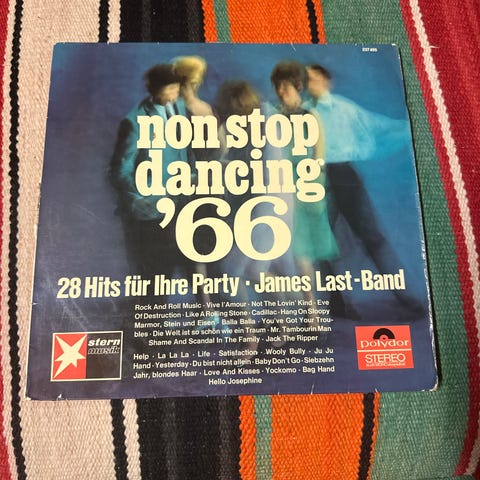 237 495
non stop
dancing
'66
28 Hits für Ihre Party · James Last-Band
Rock And Roll Music · Vive l'Amour · Not The Lovin' Kind · Eve
Of Destruction · Like A Rolling Stone · Cadillac · Hang On Sloopy
Marmor, Stein und Eisen · Balla Balla · You've Got Your Trou-
bles · Die Welt ist so schön wie ein Traum · Mr. Tambourin Man
Shame And Scandal In The Family · Jack The Ripper
Help · La La La · Life · Satisfaction · Wooly Bully · Ju Ju
Hand · Yesterday · Du bist nicht allein · Baby Don't Go · Siebzehn
Jahr, blondes Haar · Love And Kisses · Yockomo · Bag Hand
Hello Josephine
stern
musik
Polydor
STEREO